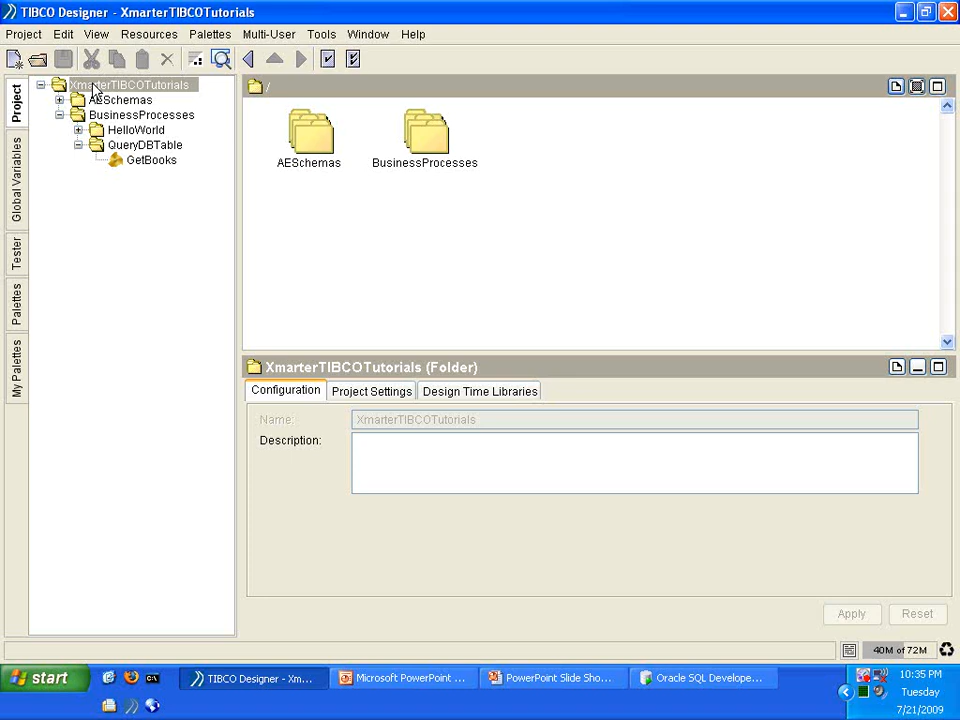 TIBCO Designer - XmarterTIBCOTutorials
Project Edit View Resources Palettes Multi-User Tools Window Help
Project
Global Variables
Tester
Palettes
My Palettes
XmarterTIBCOTutorials
AESchemas
BusinessProcesses
HelloWorld
QueryDBTable
GetBooks
/
AESchemas
BusinessProcesses
XmarterTIBCOTutorials (Folder)
Configuration Project Settings Design Time Libraries
Name: XmarterTIBCOTutorials
Description:
Apply Reset
40M of 72M
start
TIBCO Designer - Xm...
Microsoft PowerPoint ...
PowerPoint Slide Sho...
Oracle SQL Develope...
10:35 PM
Tuesday
7/21/2009